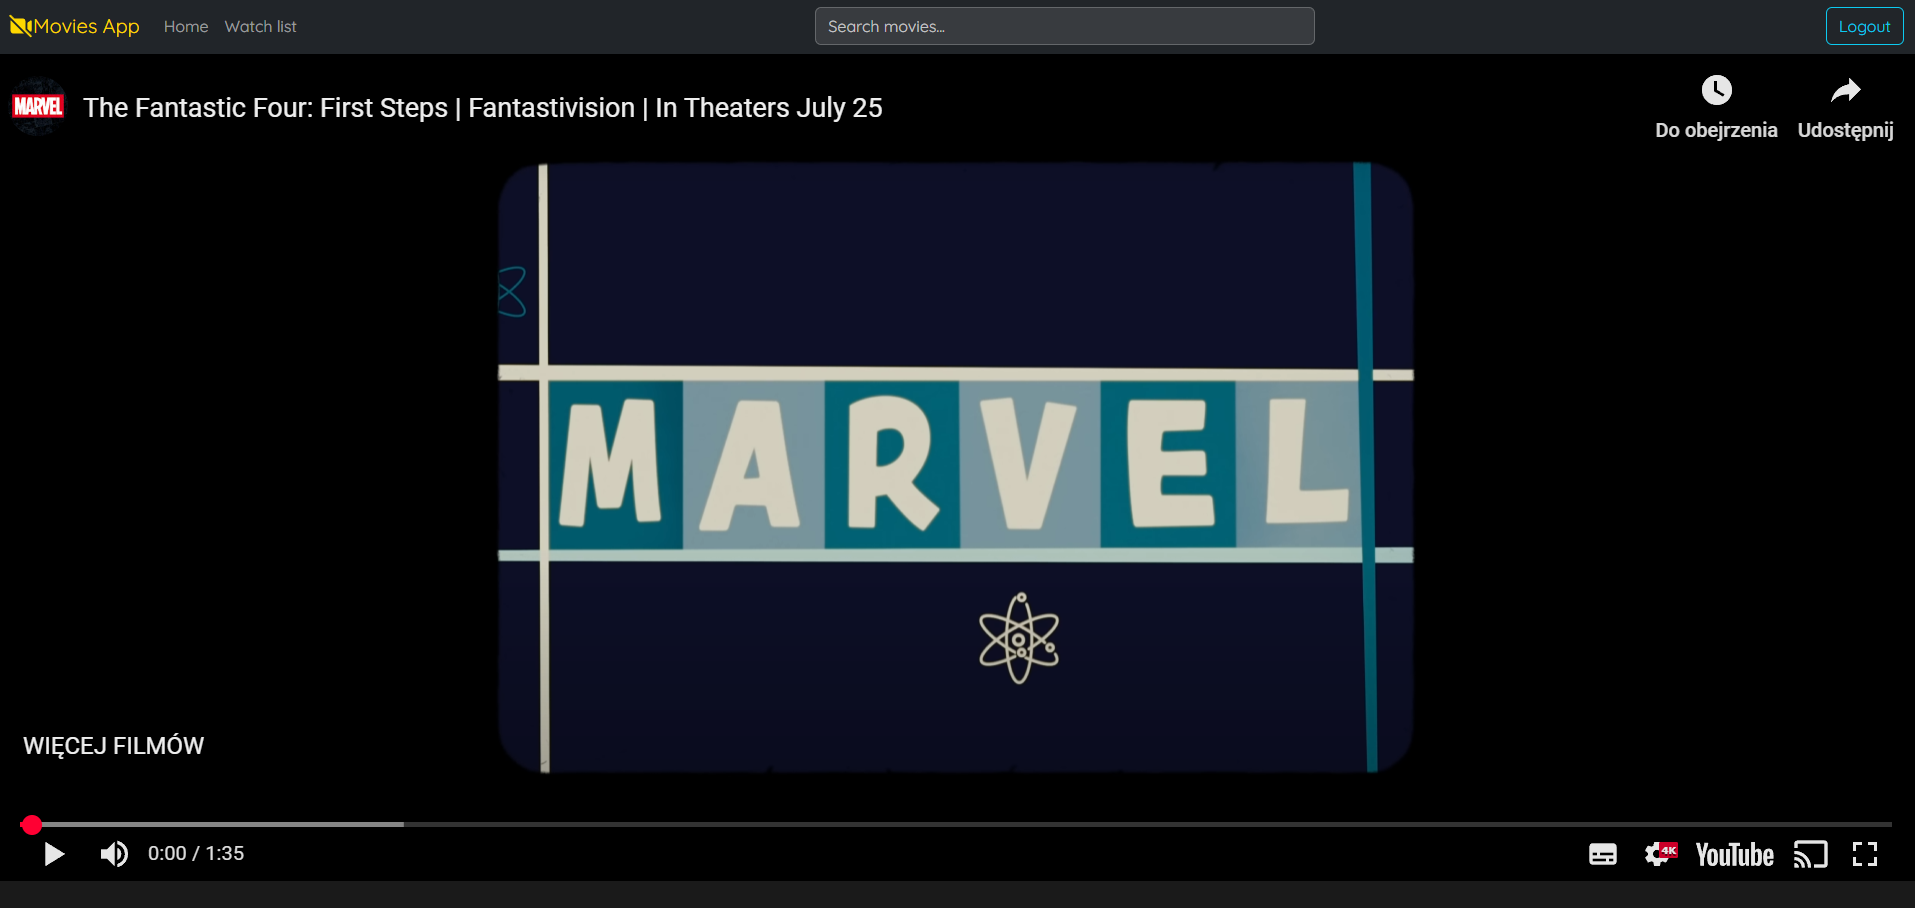 Movies App Home Watch list Search movies... Logout
MARVEL The Fantastic Four: First Steps | Fantastivision | In Theaters July 25
Do obejrzenia Udostępnij
MARVEL
WIĘCEJ FILMÓW
0:00 / 1:35 4K YouTube